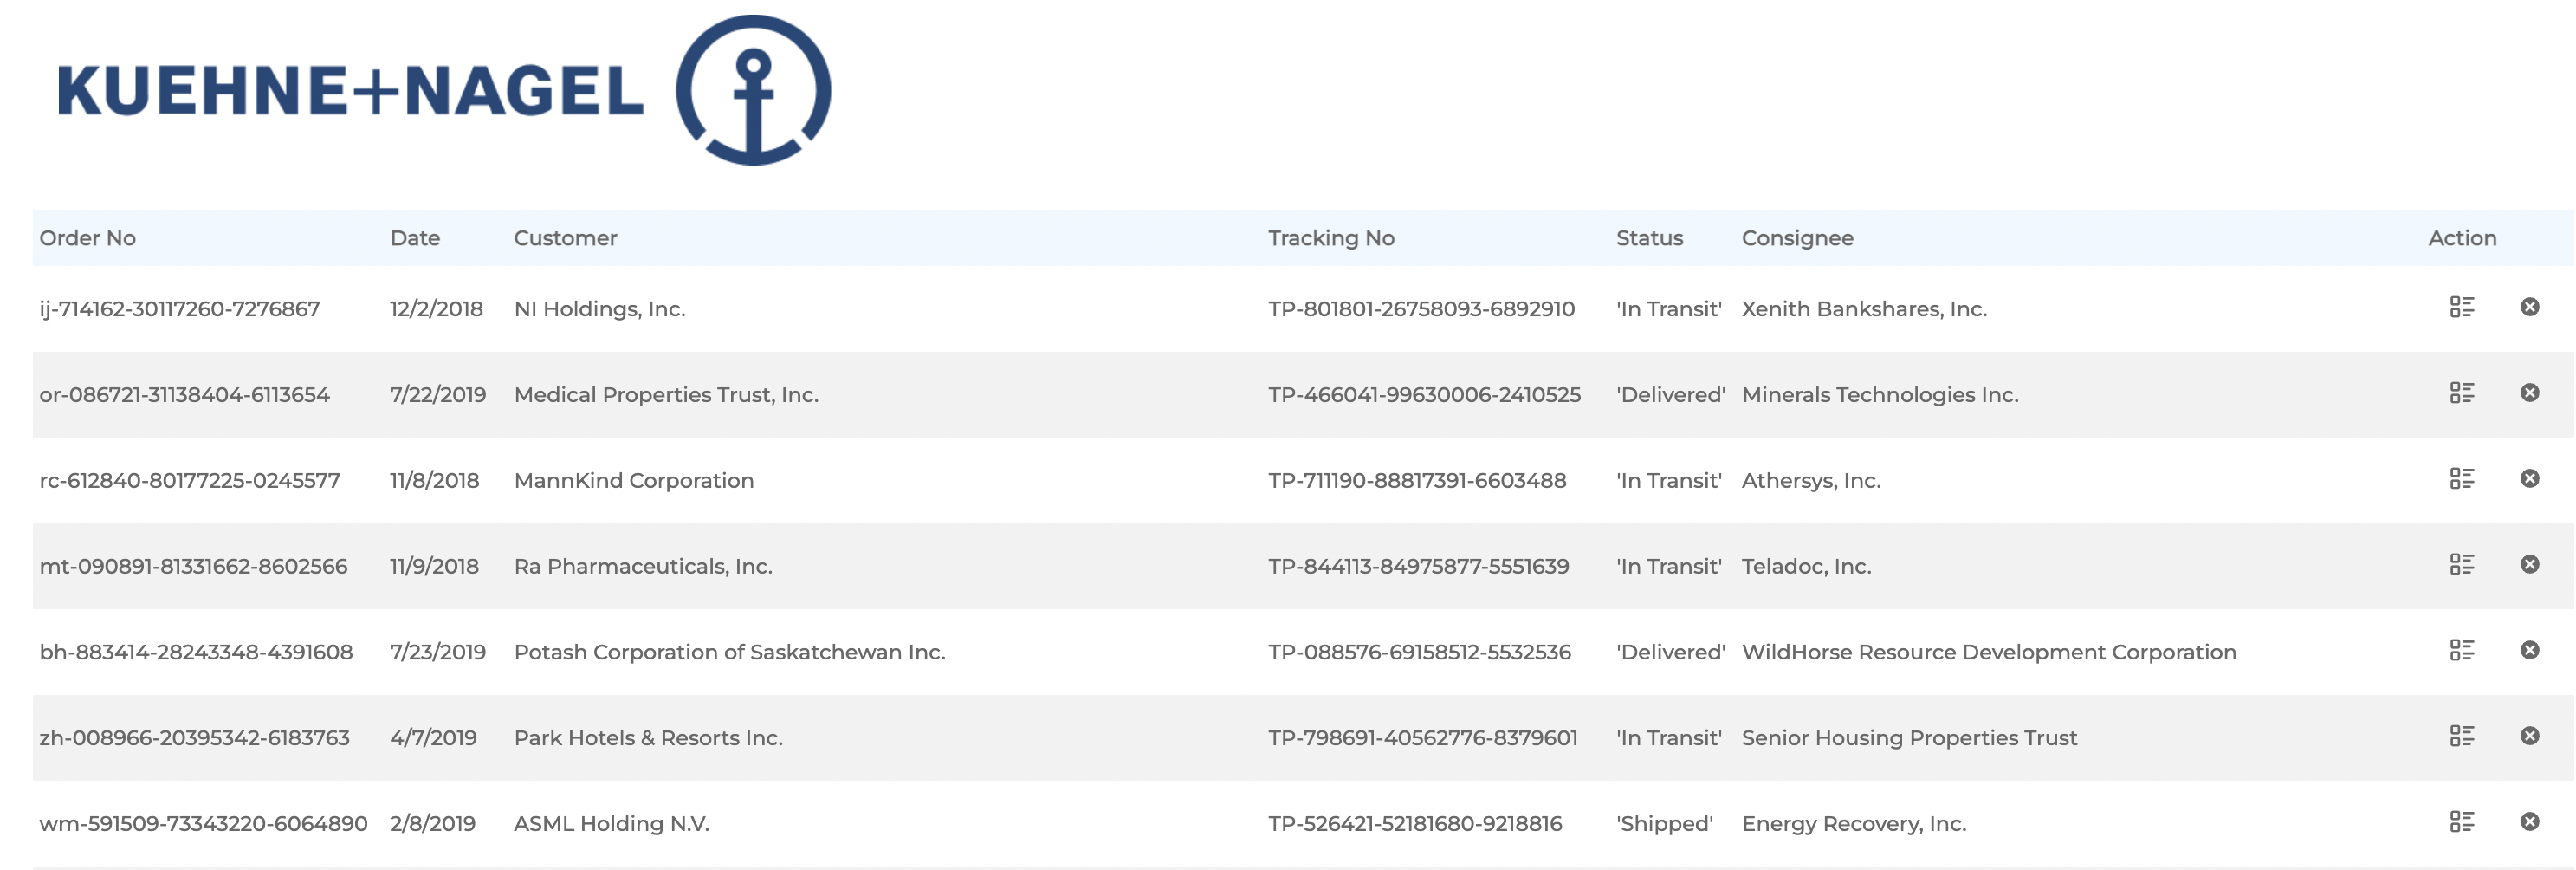 KUEHNE+NAGEL
Order No Date Customer Tracking No Status Consignee Action
ij-714162-30117260-7276867 12/2/2018 NI Holdings, Inc. TP-801801-26758093-6892910 'In Transit' Xenith Bankshares, Inc.
or-086721-31138404-6113654 7/22/2019 Medical Properties Trust, Inc. TP-466041-99630006-2410525 'Delivered' Minerals Technologies Inc.
rc-612840-80177225-0245577 11/8/2018 MannKind Corporation TP-711190-88817391-6603488 'In Transit' Athersys, Inc.
mt-090891-81331662-8602566 11/9/2018 Ra Pharmaceuticals, Inc. TP-844113-84975877-5551639 'In Transit' Teladoc, Inc.
bh-883414-28243348-4391608 7/23/2019 Potash Corporation of Saskatchewan Inc. TP-088576-69158512-5532536 'Delivered' WildHorse Resource Development Corporation
zh-008966-20395342-6183763 4/7/2019 Park Hotels & Resorts Inc. TP-798691-40562776-8379601 'In Transit' Senior Housing Properties Trust
wm-591509-73343220-6064890 2/8/2019 ASML Holding N.V. TP-526421-52181680-9218816 'Shipped' Energy Recovery, Inc.